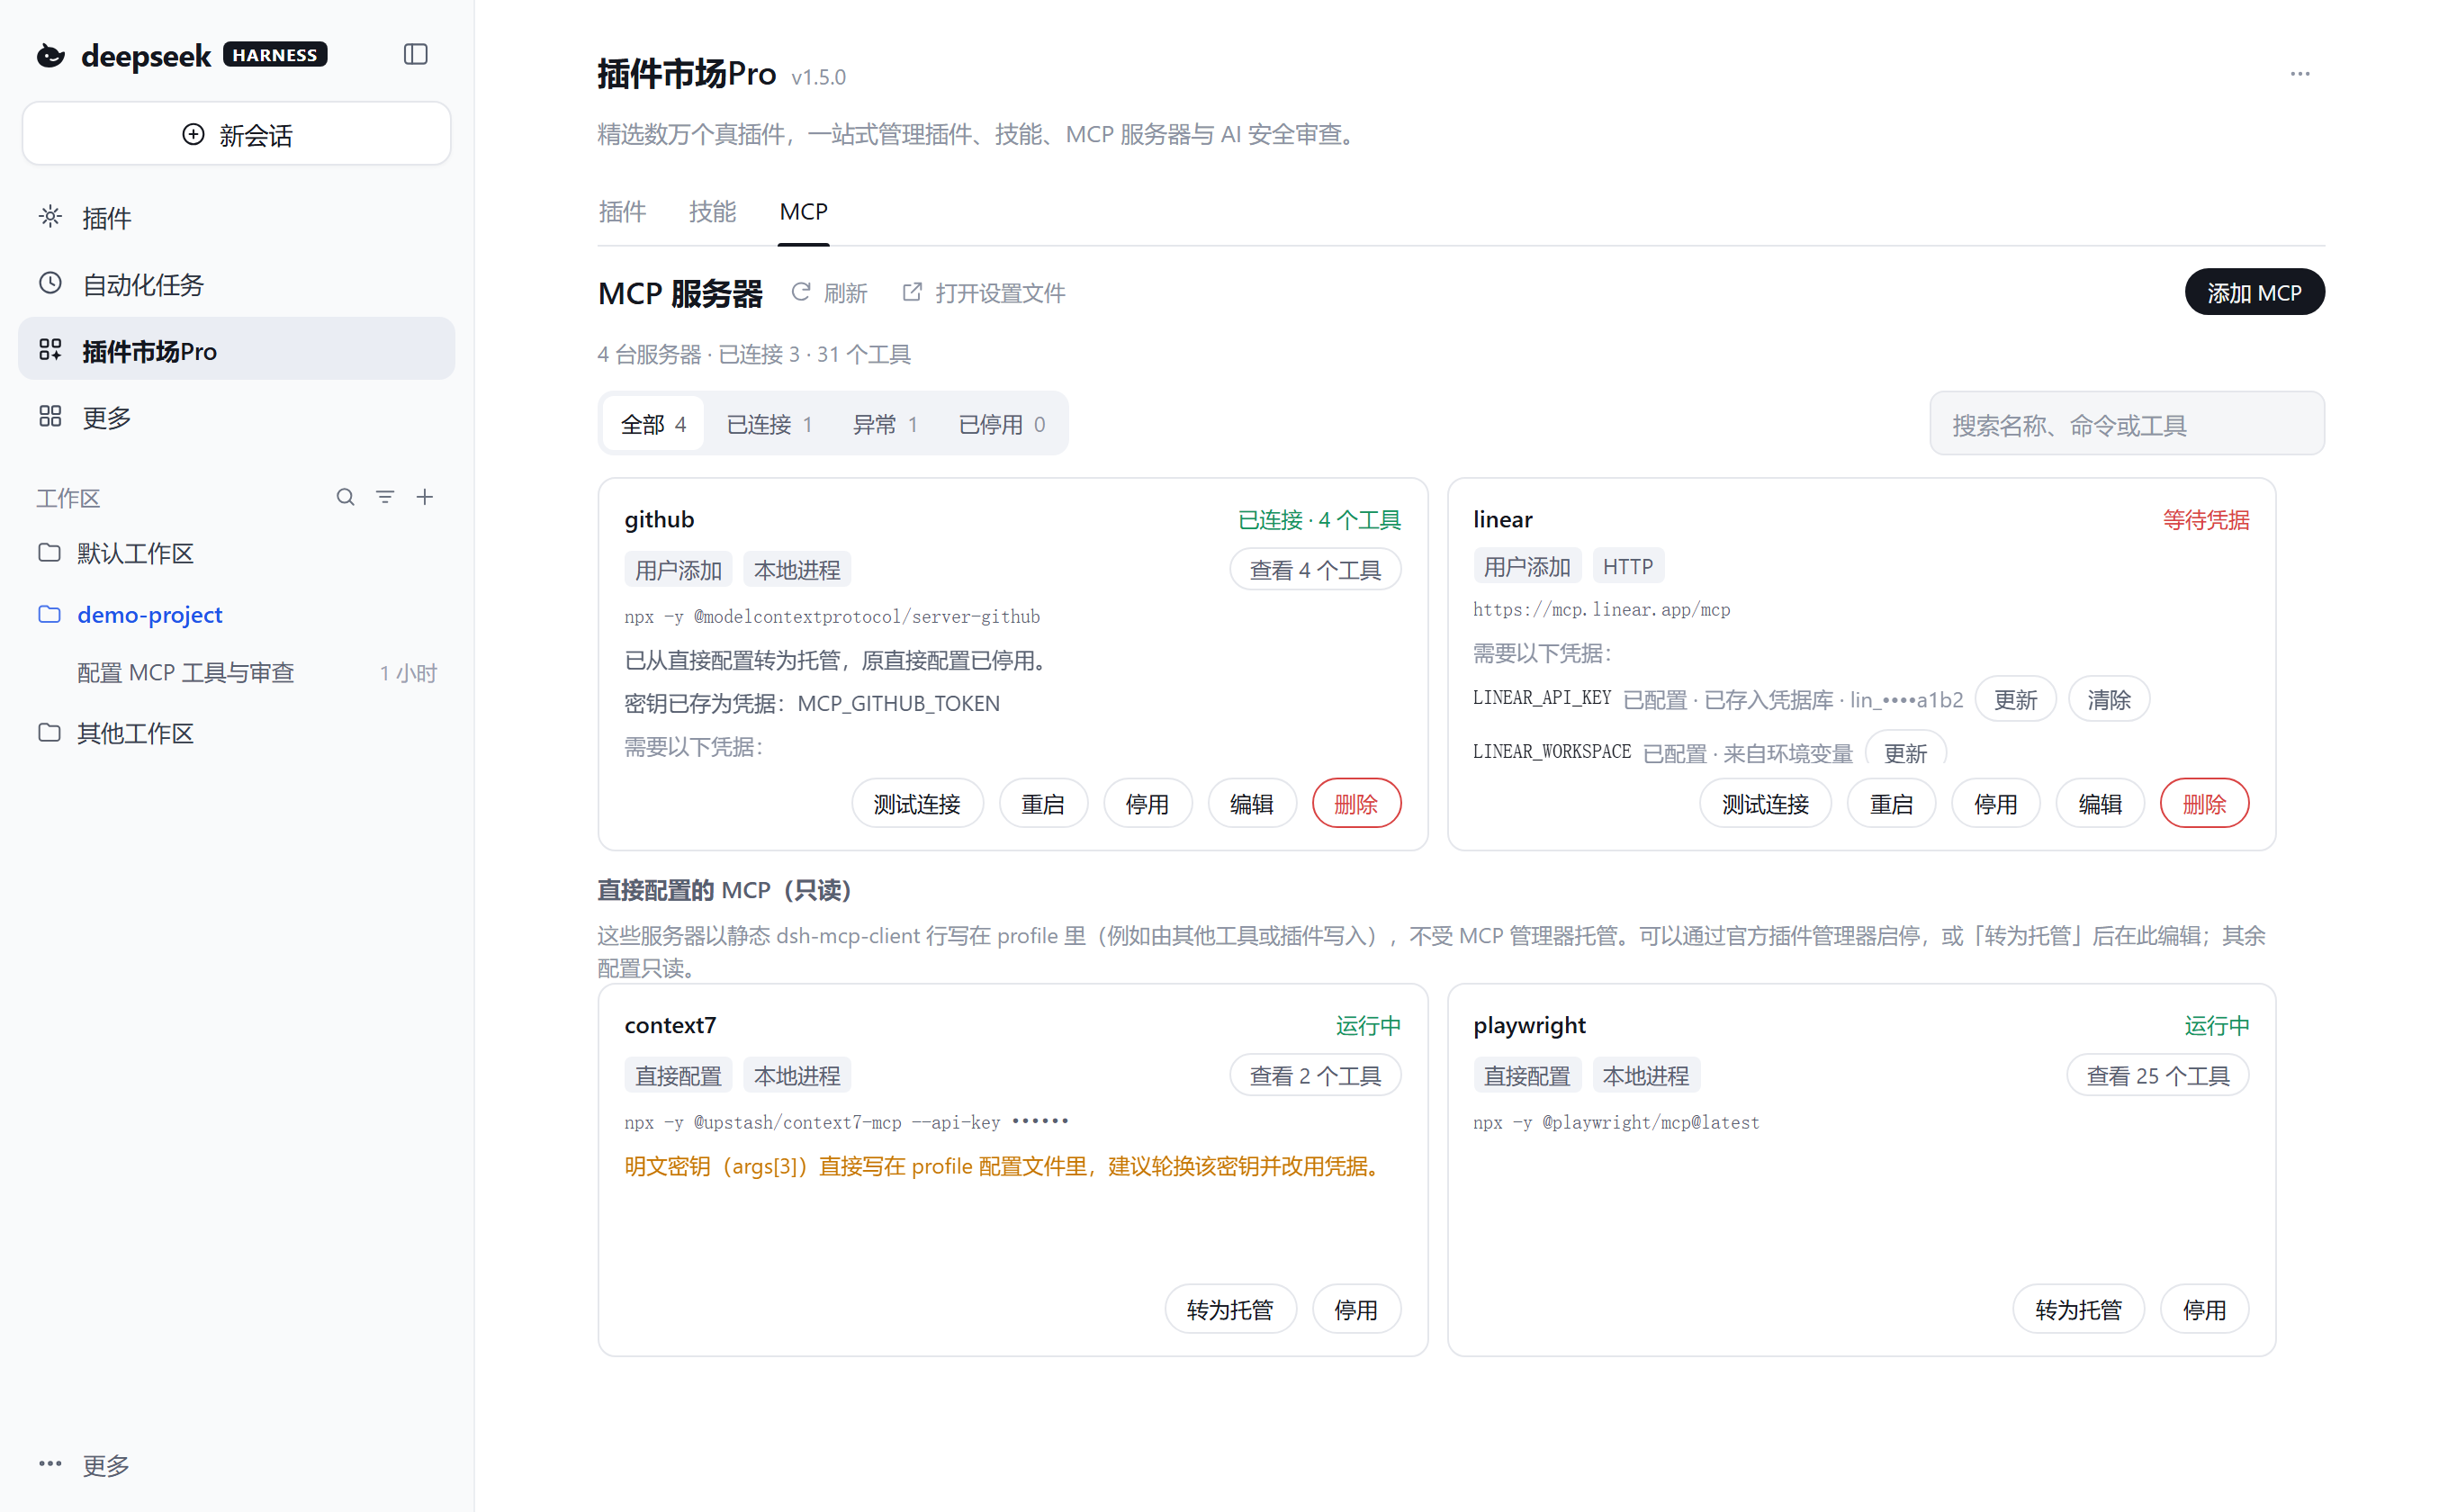 deepseek HARNESS
新会话
插件
自动化任务
插件市场Pro
更多
工作区
默认工作区
demo-project
配置 MCP 工具与审查 1 小时
其他工作区
更多
插件市场Pro v1.5.0
精选数万个真插件，一站式管理插件、技能、MCP 服务器与 AI 安全审查。
插件 技能 MCP
MCP 服务器 刷新 打开设置文件 添加 MCP
4 台服务器 · 已连接 3 · 31 个工具
全部 4 已连接 1 异常 1 已停用 0 搜索名称、命令或工具
github 已连接 · 4 个工具
用户添加 本地进程 查看 4 个工具
npx -y @modelcontextprotocol/server-github
已从直接配置转为托管，原直接配置已停用。
密钥已存为凭据：MCP_GITHUB_TOKEN
需要以下凭据：
测试连接 重启 停用 编辑 删除
linear 等待凭据
用户添加 HTTP
https://mcp.linear.app/mcp
需要以下凭据：
LINEAR_API_KEY 已配置 · 已存入凭据库 · lin_••••a1b2 更新 清除
LINEAR_WORKSPACE 已配置 · 来自环境变量 更新
测试连接 重启 停用 编辑 删除
直接配置的 MCP（只读）
这些服务器以静态 dsh-mcp-client 行写在 profile 里（例如由其他工具或插件写入），不受 MCP 管理器托管。可以通过官方插件管理器启停，或「转为托管」后在此编辑；其余
配置只读。
context7 运行中
直接配置 本地进程 查看 2 个工具
npx -y @upstash/context7-mcp --api-key ••••••
明文密钥（args[3]）直接写在 profile 配置文件里，建议轮换该密钥并改用凭据。
转为托管 停用
playwright 运行中
直接配置 本地进程 查看 25 个工具
npx -y @playwright/mcp@latest
转为托管 停用